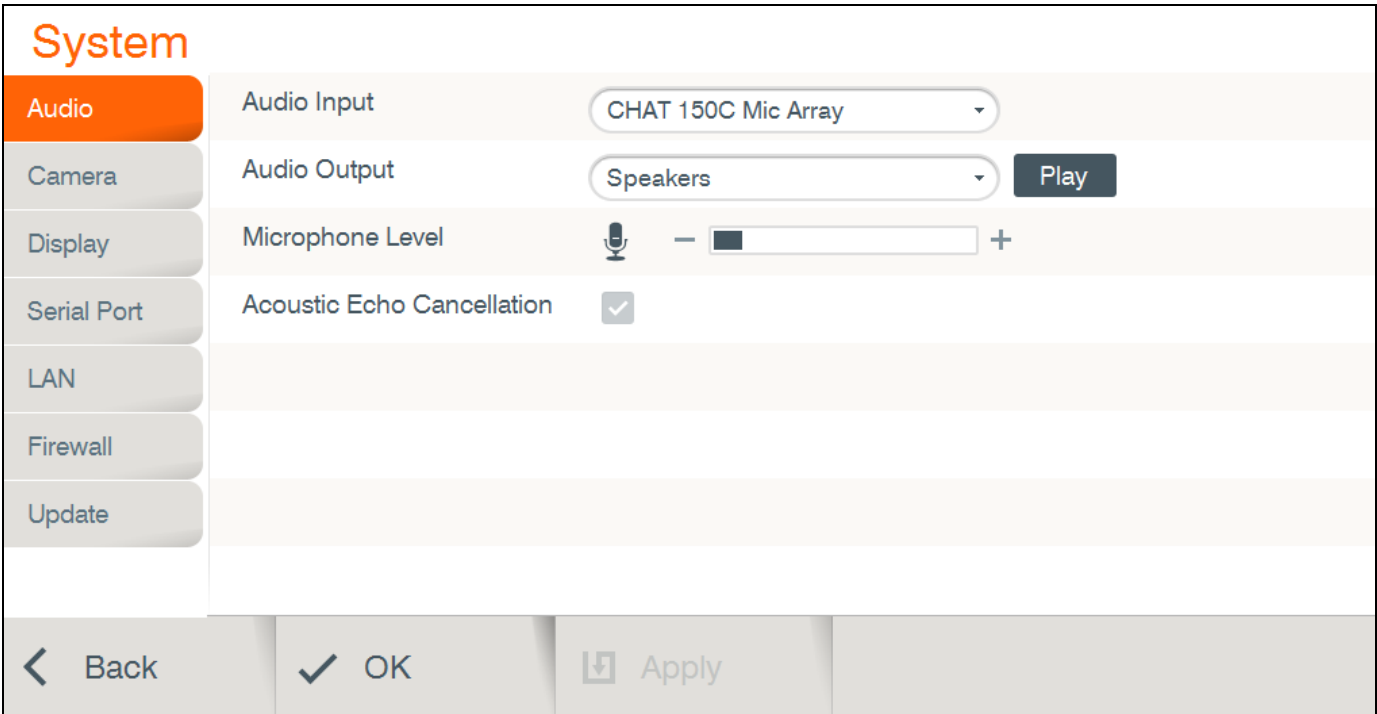 System
Audio
Audio Input
CHAT 150C Mic Array
Camera
Audio Output
Speakers
Play
Display
Microphone Level
Serial Port
Acoustic Echo Cancellation
LAN
Firewall
Update
Back
OK
Apply